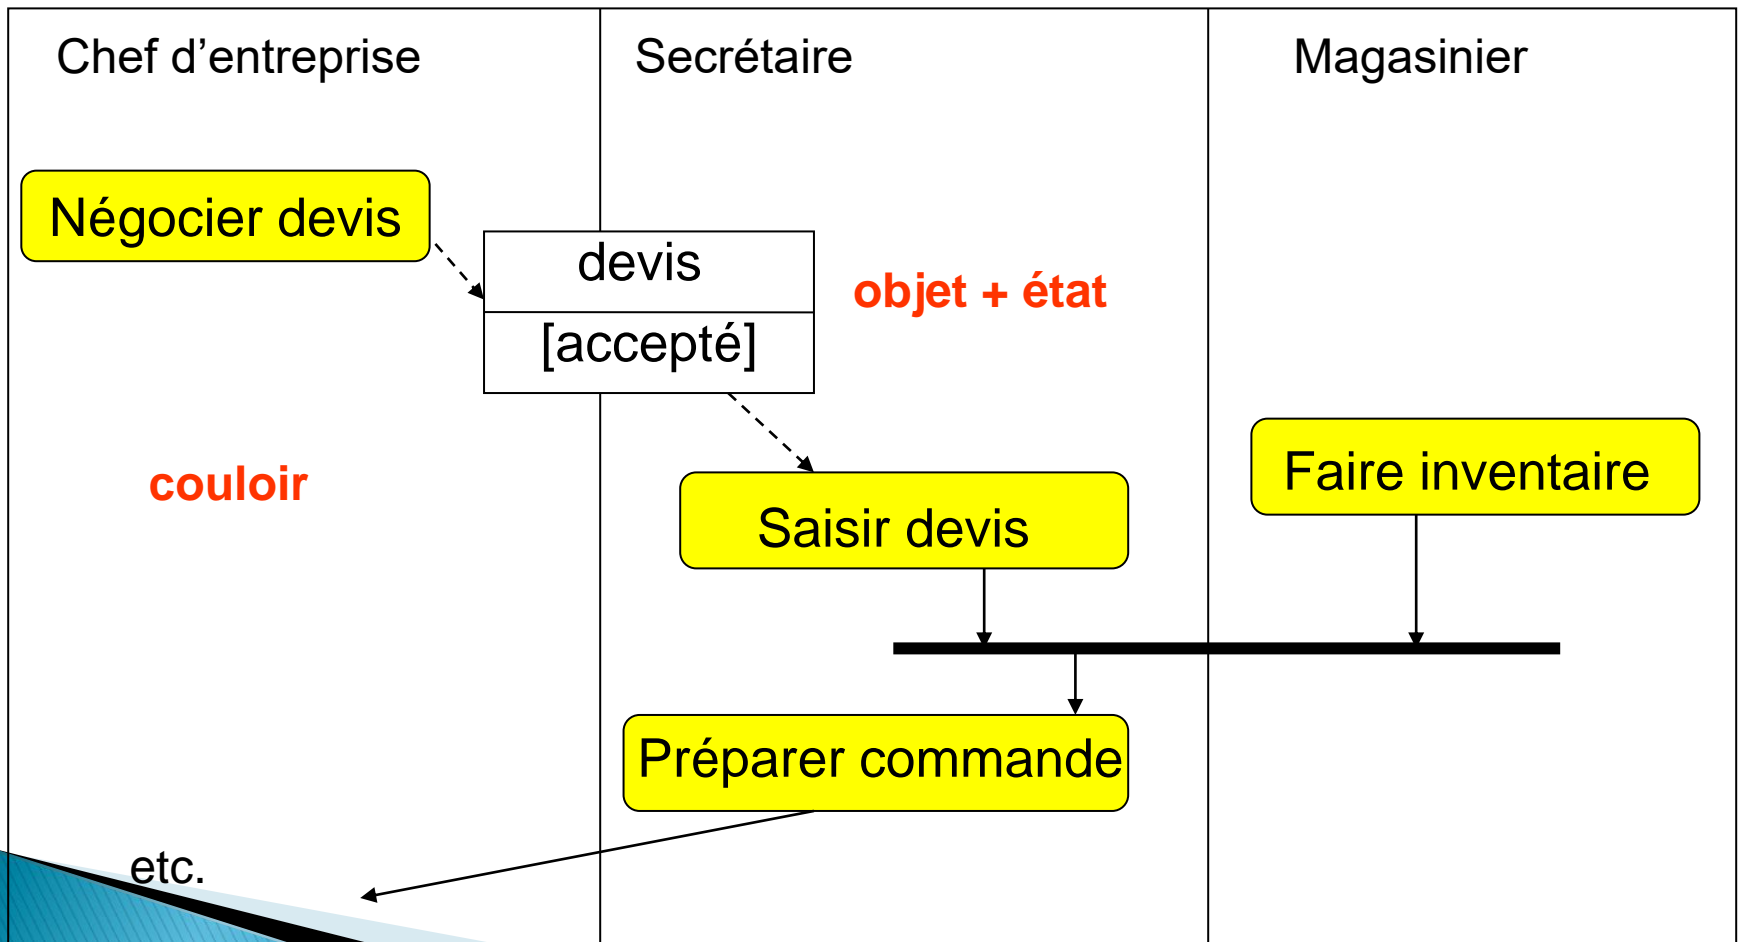 Chef d’entreprise
Secrétaire
Magasinier
Négocier devis
devis
[accepté]
objet + état
couloir
Saisir devis
Faire inventaire
Préparer commande
etc.